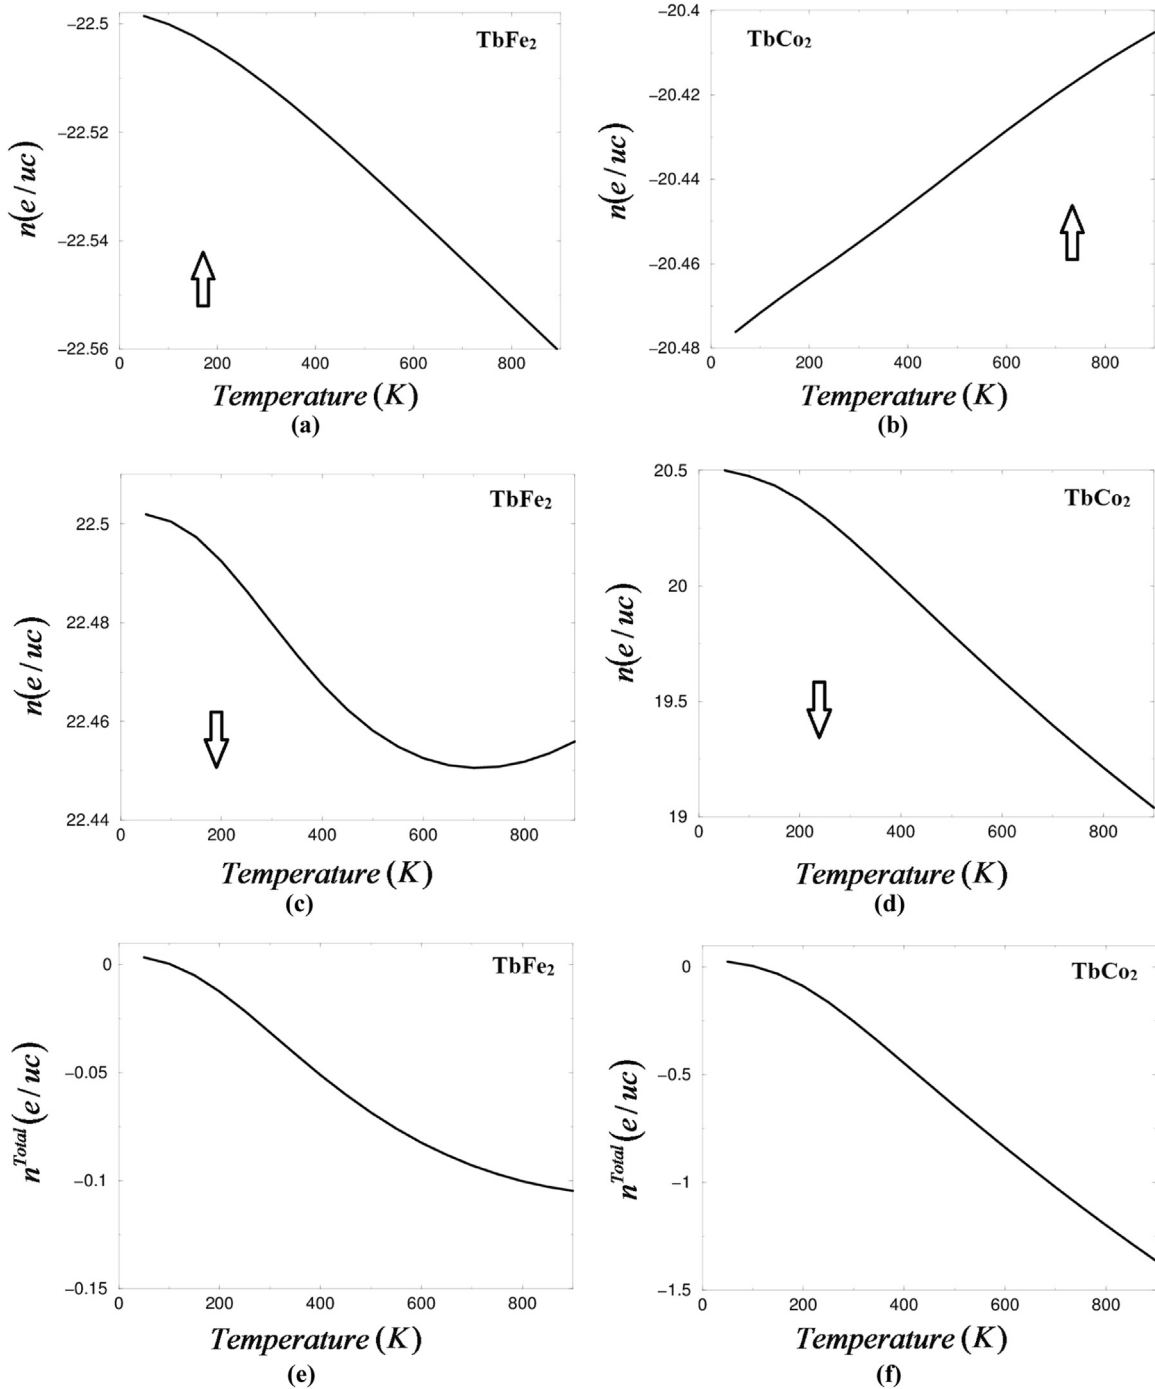 TbFe₂
n(e/uc)
−22.5
−22.52
−22.54
−22.56
0 200 400 600 800
Temperature (K)
(a)
TbCo₂
n(e/uc)
−20.4
−20.42
−20.44
−20.46
−20.48
0 200 400 600 800
Temperature (K)
(b)
TbFe₂
n(e/uc)
22.5
22.48
22.46
22.44
0 200 400 600 800
Temperature (K)
(c)
TbCo₂
n(e/uc)
20.5
20
19.5
19
0 200 400 600 800
Temperature (K)
(d)
TbFe₂
n^Total(e/uc)
0
−0.05
−0.1
−0.15
0 200 400 600 800
Temperature (K)
(e)
TbCo₂
n^Total(e/uc)
0
−0.5
−1
−1.5
0 200 400 600 800
Temperature (K)
(f)